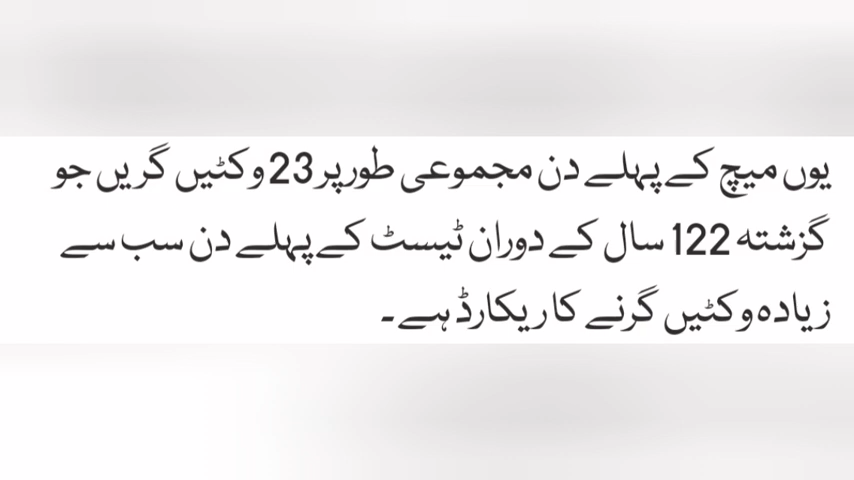 یوں میچ کے پہلے دن مجموعی طور پر 23 وکٹیں گریں جو
گزشتہ 122 سال کے دوران ٹیسٹ کے پہلے دن سب سے
زیادہ وکٹیں گرنے کا ریکارڈ ہے۔